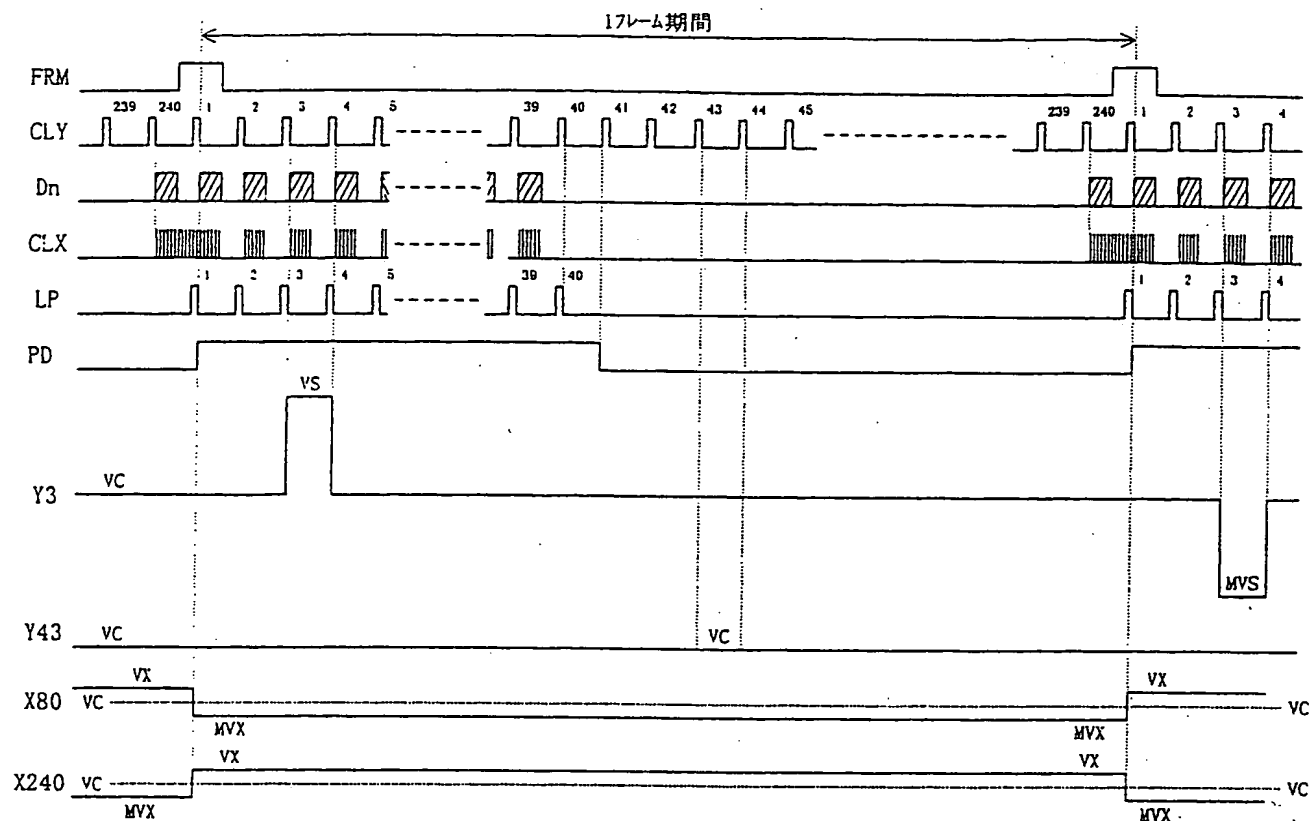 1フレーム期間
FRM
239 240 1 2 3 4 5 39 40 41 42 43 44 45 239 240 1 2 3 4
CLY
Dn
CLX
1 2 3 4 5 39 40 1 2 3 4
LP
PD
VS
VC
Y3
MVS
Y43 VC VC
VX VX
X80 VC VC
MVX MVX
VX VX
X240 VC VC
MVX MVX